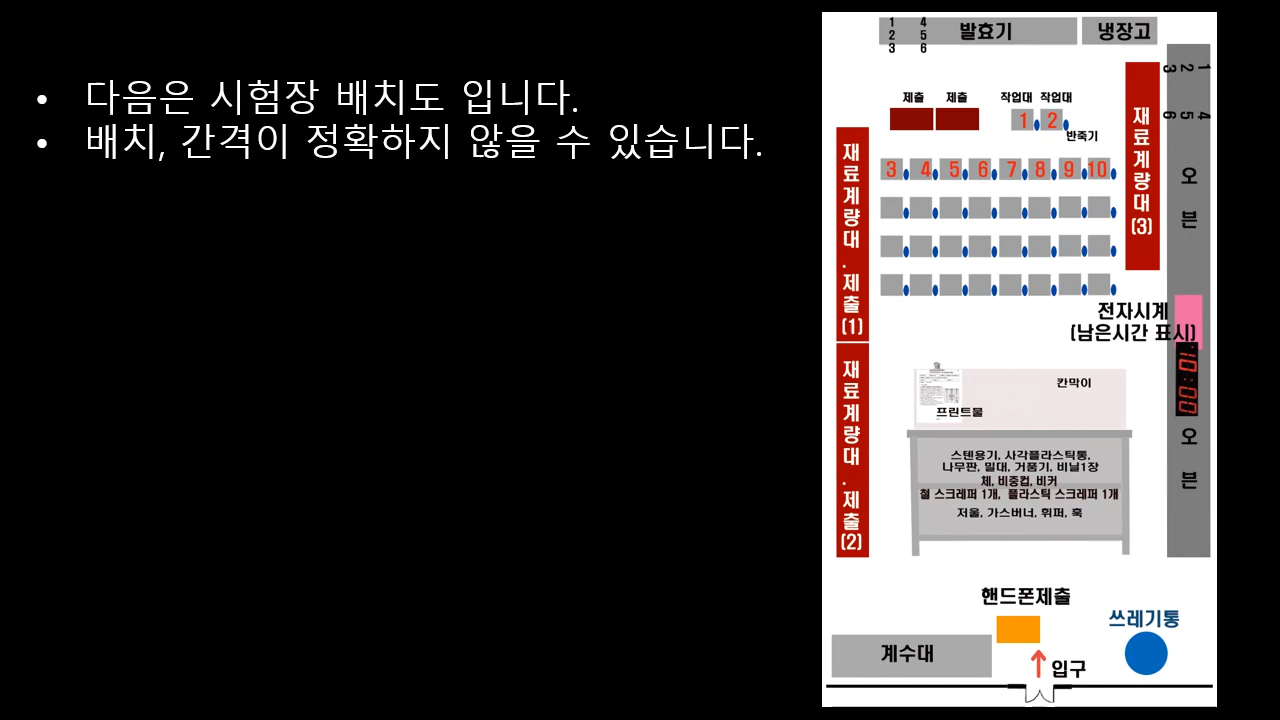 • 다음은 시험장 배치도 입니다.
• 배치, 간격이 정확하지 않을 수 있습니다.
1 4
2 5
3 6
발효기
냉장고
1 2 3
4 5 6
오븐
제출 제출
작업대 작업대
1 2
반죽기
3 4 5 6 7 8 9 10
재료계량대(3)
재료계량대.제출(1)
재료계량대.제출(2)
전자시계
(남은시간 표시)
10:00
오븐
칸막이
프린트물
스텐용기, 사각플라스틱통,
나무판, 밀대, 거품기, 비닐1장
체, 비중컵, 비커
철 스크레퍼 1개, 플라스틱 스크레퍼 1개
저울, 가스버너, 휘퍼, 훅
핸드폰제출
쓰레기통
계수대
입구